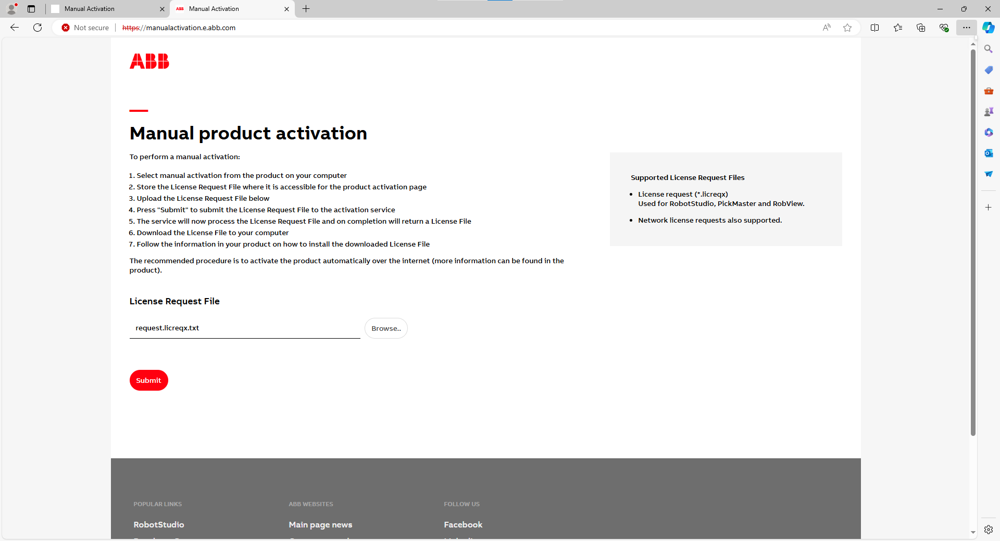 Manual Activation
Manual Activation
Not secure
https://manualactivation.e.abb.com
ABB
Manual product activation
To perform a manual activation:
1. Select manual activation from the product on your computer
2. Store the License Request File where it is accessible for the product activation page
3. Upload the License Request File below
4. Press "Submit" to submit the License Request File to the activation service
5. The service will now process the License Request File and on completion will return a License File
6. Download the License File to your computer
7. Follow the information in your product on how to install the downloaded License File
The recommended procedure is to activate the product automatically over the internet (more information can be found in the
product).
Supported License Request Files
License request (*.licreqx)
Used for RobotStudio, PickMaster and RobView.
Network license requests also supported.
License Request File
request.licreqx.txt
Browse..
Submit
POPULAR LINKS
ABB WEBSITES
FOLLOW US
RobotStudio
Main page news
Facebook